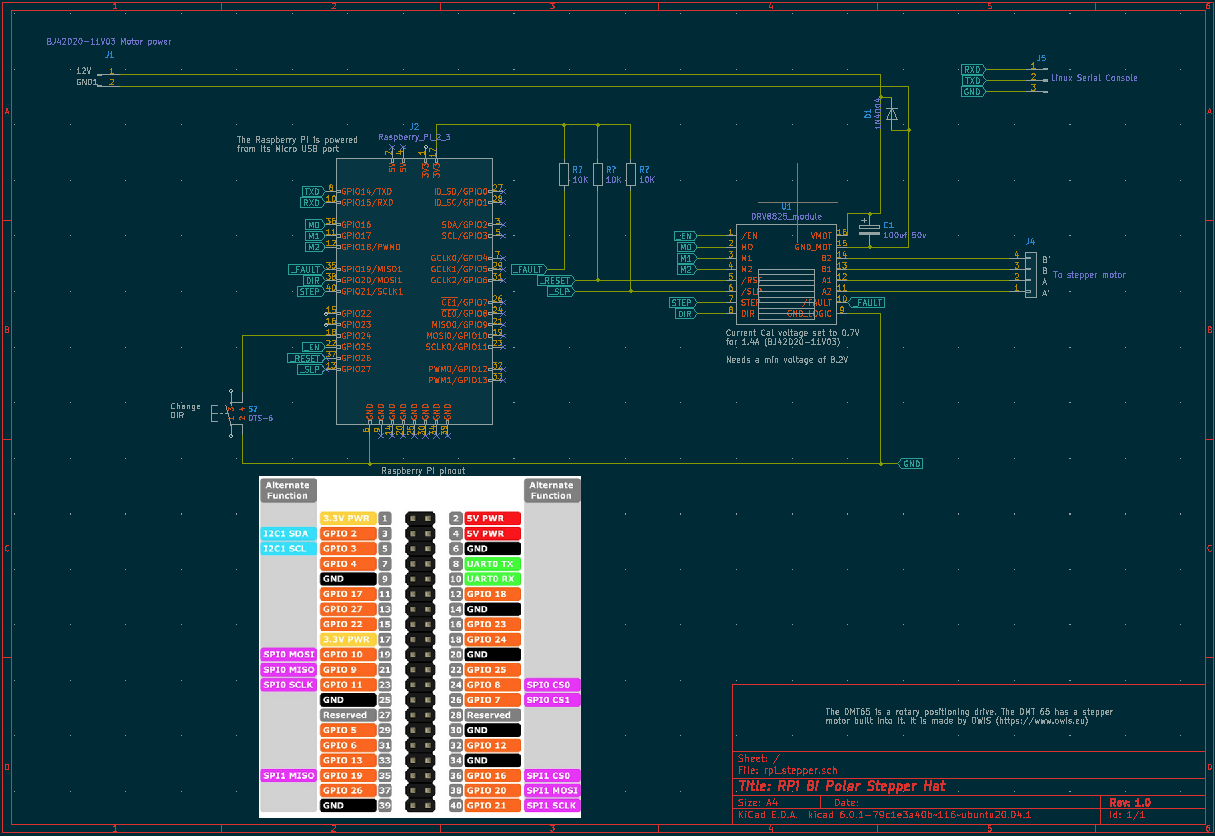 BJ42D20-11V03 Motor power
J1
12V 1
GND1 2
J5
RXD 1
TXD 2
GND 3
Linux Serial Console
D1
1N4004
The Raspberry Pi is powered
from its Micro USB port
J2
Raspberry_Pi_2_3
2 4 1 17
5V 5V 3V3 3V3
R? 10K
R? 10K
R? 10K
TXD 8 GPIO14/TXD
RXD 10 GPIO15/RXD
M0 36 GPIO16
M1 11 GPIO17
M2 12 GPIO18/PWM0
_FAULT 35 GPIO19/MISO1
DIR 38 GPIO20/MOSI1
STEP 40 GPIO21/SCLK1
15 GPIO22
16 GPIO23
18 GPIO24
_EN 22 GPIO25
_RESET 37 GPIO26
_SLP 13 GPIO27
ID_SD/GPIO0 27
ID_SC/GPIO1 28
SDA/GPIO2 3
SCL/GPIO3 5
GCLK0/GPIO4 7
GCLK1/GPIO5 29
GCLK2/GPIO6 31
CE1/GPIO7 26
CE0/GPIO8 24
MISO0/GPIO9 21
MOSI0/GPIO10 19
SCLK0/GPIO11 23
PWM0/GPIO12 32
PWM1/GPIO13 33
GND GND GND GND GND GND GND GND
6 9 14 20 25 30 34 39
_FAULT
_RESET
_SLP
U1
DRV8825_module
_EN 1 /EN
M0 2 M0
M1 3 M1
M2 4 M2
5 /RST
6 /SLP
STEP 7 STEP
DIR 8 DIR
VMOT 16
GND_MOT 15
B2 14
B1 13
A1 12
A2 11
/FAULT 10 _FAULT
GND_LOGIC 9
C1
100uf 50v
J4
4 B'
3 B
2 A
1 A'
To stepper motor
Current Cal voltage set to 0.7V
for 1.4A (BJ42D20-11V03)
Needs a min voltage of 8.2V
Change
DIR
S?
DTS-6
GND
Raspberry Pi pinout
Alternate Function
Alternate Function
3.3V PWR 1 2 5V PWR
I2C1 SDA GPIO 2 3 4 5V PWR
I2C1 SCL GPIO 3 5 6 GND
GPIO 4 7 8 UART0 TX
GND 9 10 UART0 RX
GPIO 17 11 12 GPIO 18
GPIO 27 13 14 GND
GPIO 22 15 16 GPIO 23
3.3V PWR 17 18 GPIO 24
SPI0 MOSI GPIO 10 19 20 GND
SPI0 MISO GPIO 9 21 22 GPIO 25
SPI0 SCLK GPIO 11 23 24 GPIO 8 SPI0 CS0
GND 25 26 GPIO 7 SPI0 CS1
Reserved 27 28 Reserved
GPIO 5 29 30 GND
GPIO 6 31 32 GPIO 12
GPIO 13 33 34 GND
SPI1 MISO GPIO 19 35 36 GPIO 16 SPI1 CS0
GPIO 26 37 38 GPIO 20 SPI1 MOSI
GND 39 40 GPIO 21 SPI1 SCLK
The DMT65 is a rotary positioning drive. The DMT 65 has a stepper
motor built into it. It is made by OWIS (https://www.owis.eu)
Sheet: /
File: rpi_stepper.sch
Title: RPi Bi Polar Stepper Hat
Size: A4 Date: Rev: 1.0
KiCad E.D.A. kicad 6.0.1-79c1e3a40b~116~ubuntu20.04.1 Id: 1/1